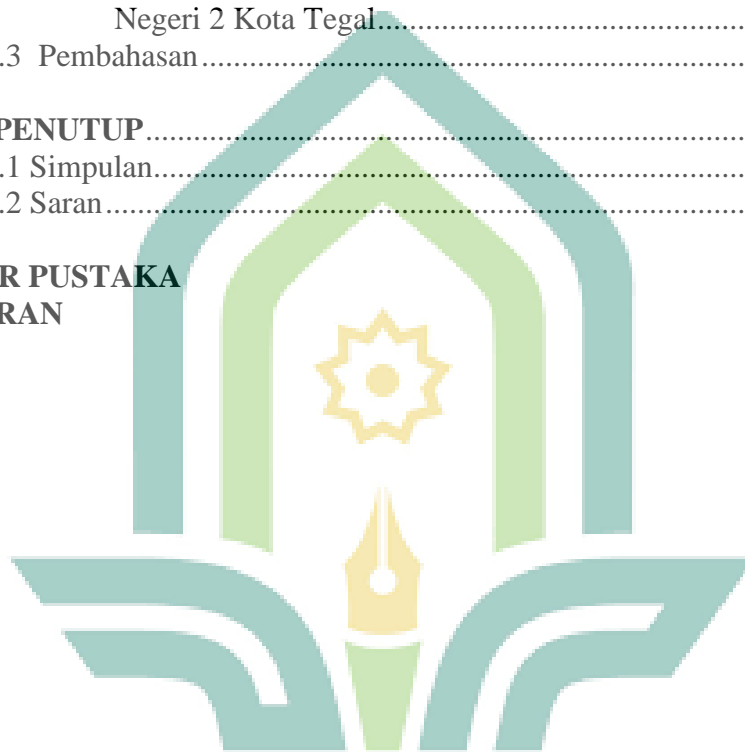 Negeri 2 Kota Tegal..............................................
.3 Pembahasan......................................................................

PENUTUP..............................................................................
.1 Simpulan............................................................................
.2 Saran...................................................................................

R PUSTAKA
RAN